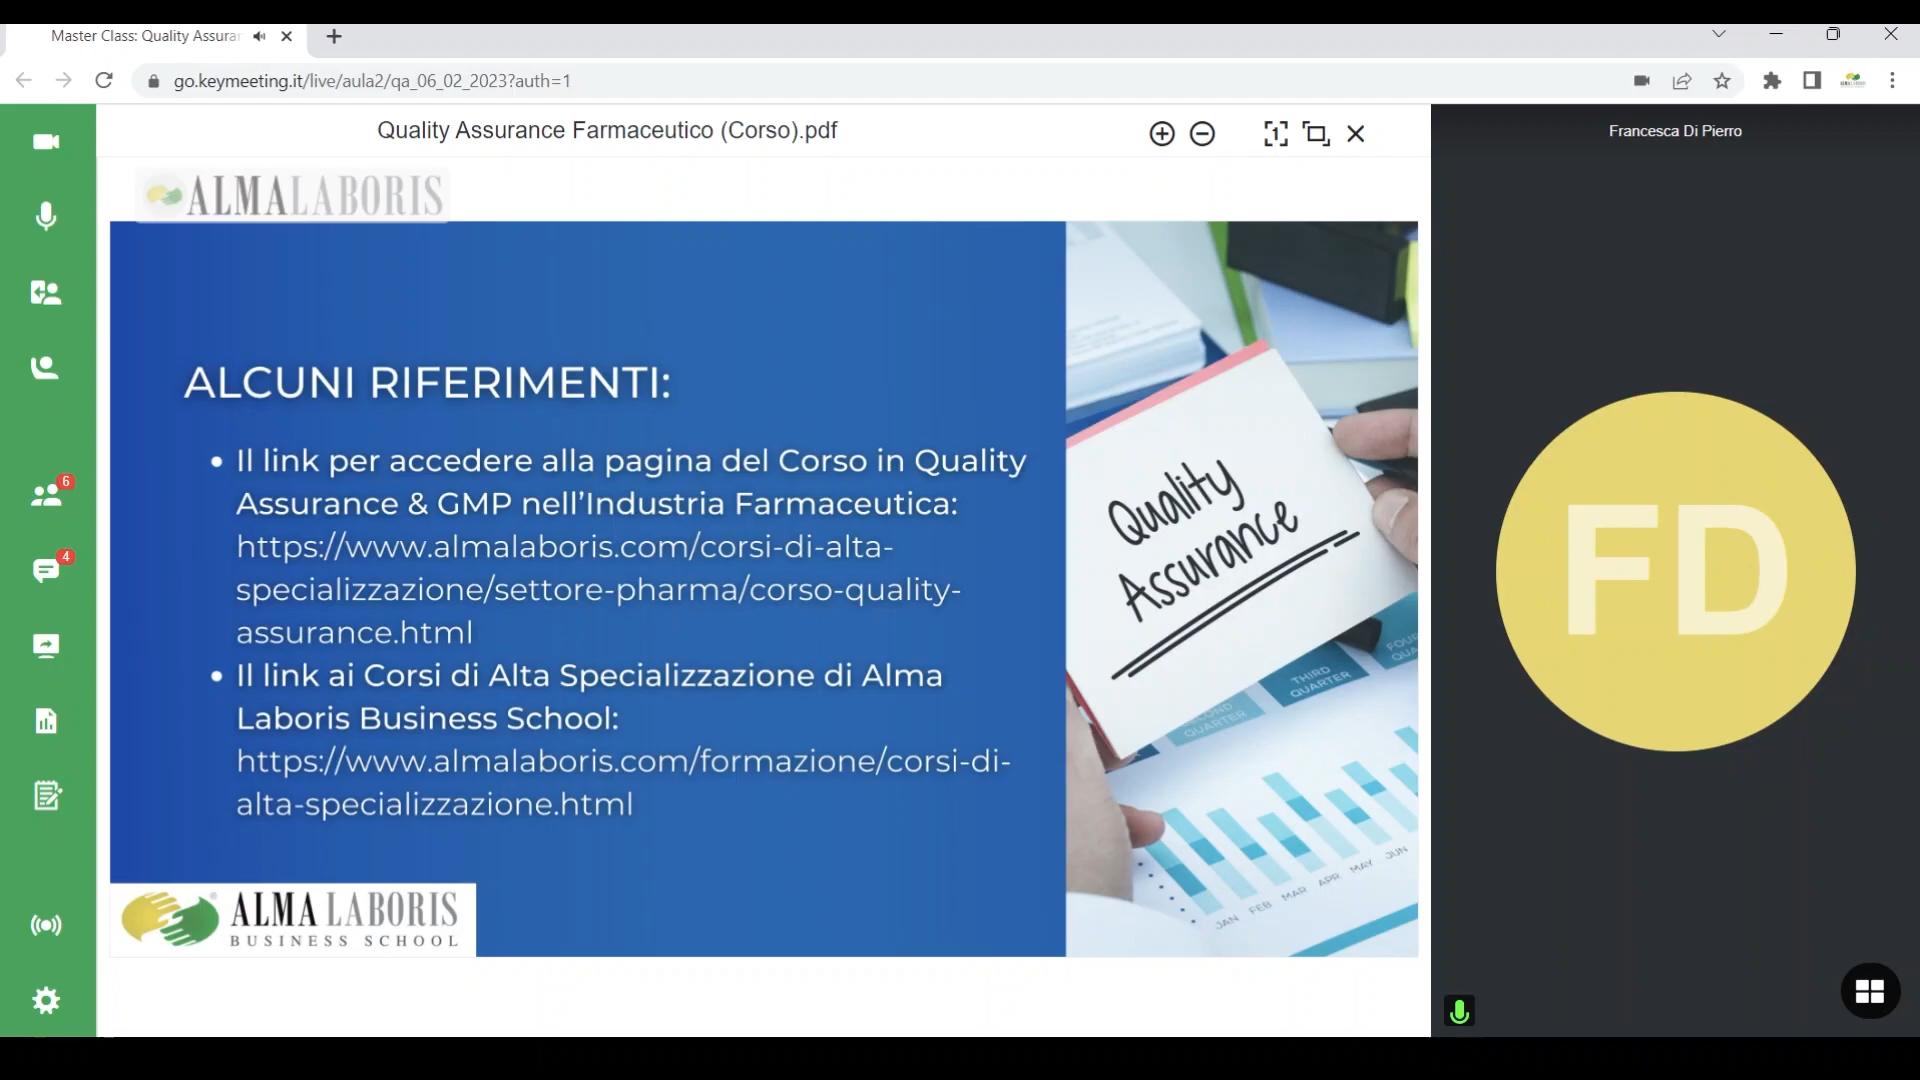 Master Class: Quality Assurar
go.keymeeting.it/live/aula2/qa_06_02_2023?auth=1
Quality Assurance Farmaceutico (Corso).pdf
Francesca Di Pierro
ALMALABORIS
ALCUNI RIFERIMENTI:
• Il link per accedere alla pagina del Corso in Quality
Assurance & GMP nell’Industria Farmaceutica:
https://www.almalaboris.com/corsi-di-alta-
specializzazione/settore-pharma/corso-quality-
assurance.html
• Il link ai Corsi di Alta Specializzazione di Alma
Laboris Business School:
https://www.almalaboris.com/formazione/corsi-di-
alta-specializzazione.html
Quality
Assurance
SECOND
QUARTER
THIRD
QUARTER
JAN FEB MAR APR MAY JUN
ALMA LABORIS
BUSINESS SCHOOL
6
4
FD